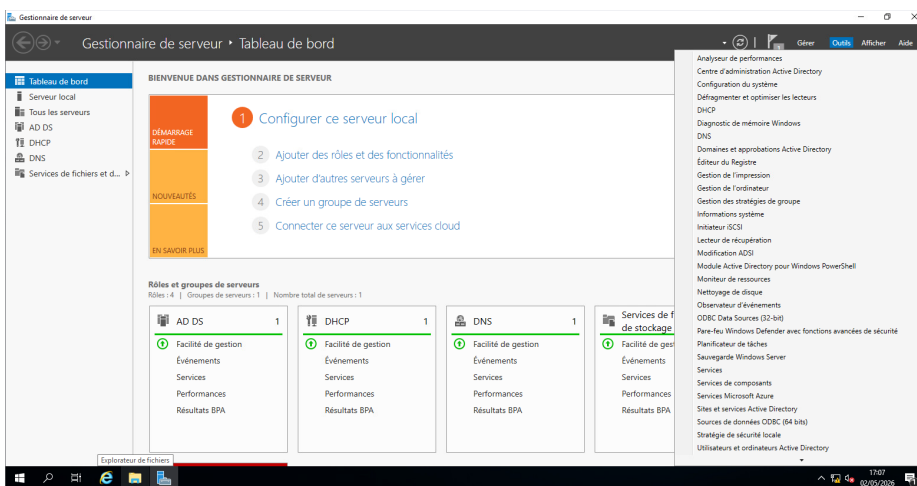 Gestionnaire de serveur
Gestionnaire de serveur ‣ Tableau de bord
Gérer Outils Afficher Aide
1
Tableau de bord
Serveur local
Tous les serveurs
AD DS
DHCP
DNS
Services de fichiers et d...
BIENVENUE DANS GESTIONNAIRE DE SERVEUR
DÉMARRAGE
RAPIDE
NOUVEAUTÉS
EN SAVOIR PLUS
1 Configurer ce serveur local
2 Ajouter des rôles et des fonctionnalités
3 Ajouter d'autres serveurs à gérer
4 Créer un groupe de serveurs
5 Connecter ce serveur aux services cloud
Rôles et groupes de serveurs
Rôles : 4 | Groupes de serveurs : 1 | Nombre total de serveurs : 1
AD DS 1
Facilité de gestion
Événements
Services
Performances
Résultats BPA
DHCP 1
Facilité de gestion
Événements
Services
Performances
Résultats BPA
DNS 1
Facilité de gestion
Événements
Services
Performances
Résultats BPA
Services de f
de stockage
Facilité de gest
Événements
Services
Performances
Résultats BPA
Analyseur de performances
Centre d'administration Active Directory
Configuration du système
Défragmenter et optimiser les lecteurs
DHCP
Diagnostic de mémoire Windows
DNS
Domaines et approbations Active Directory
Éditeur du Registre
Gestion de l'impression
Gestion de l'ordinateur
Gestion des stratégies de groupe
Informations système
Initiateur iSCSI
Lecteur de récupération
Modification ADSI
Module Active Directory pour Windows PowerShell
Moniteur de ressources
Nettoyage de disque
Observateur d'événements
ODBC Data Sources (32-bit)
Pare-feu Windows Defender avec fonctions avancées de sécurité
Planificateur de tâches
Sauvegarde Windows Server
Services
Services de composants
Services Microsoft Azure
Sites et services Active Directory
Sources de données ODBC (64 bits)
Stratégie de sécurité locale
Utilisateurs et ordinateurs Active Directory
Explorateur de fichiers
17:07
02/05/2026